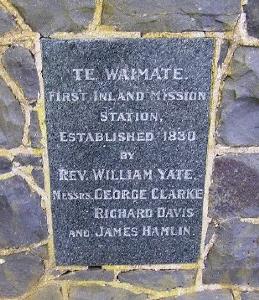 TE WAIMATE.
FIRST INLAND MISSION
STATION,
ESTABLISHED 1830
BY
REV. WILLIAM YATE.
MESSRS. GEORGE CLARKE
RICHARD DAVIS
AND JAMES HAMLIN.